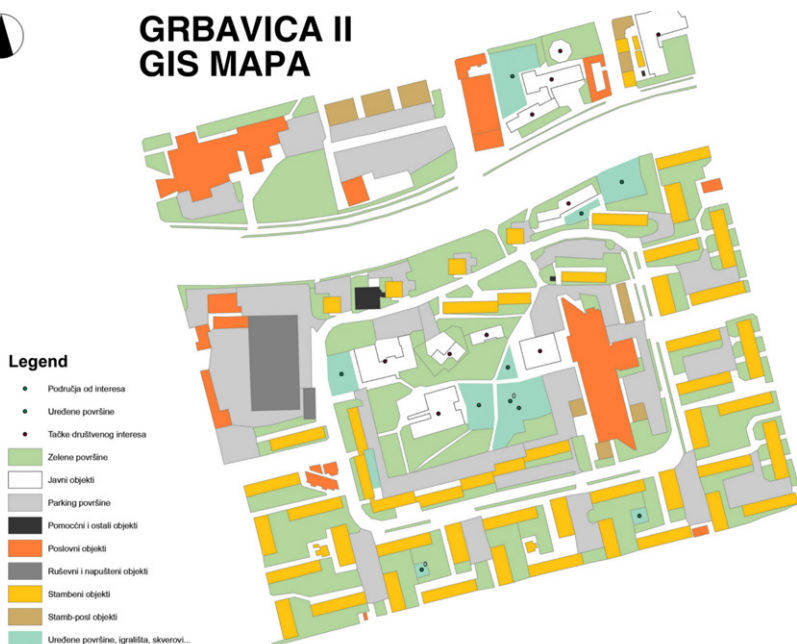 GRBAVICA II
GIS MAPA
Legend
Područja od interesa
Uređene površine
Tačke društvenog interesa
Zelene površine
Javni objekti
Parking površine
Pomoćni i ostali objekti
Poslovni objekti
Ruševni i napušteni objekti
Stambeni objekti
Stamb-posl objekti
Uređene površine, igrališta, skverovi...